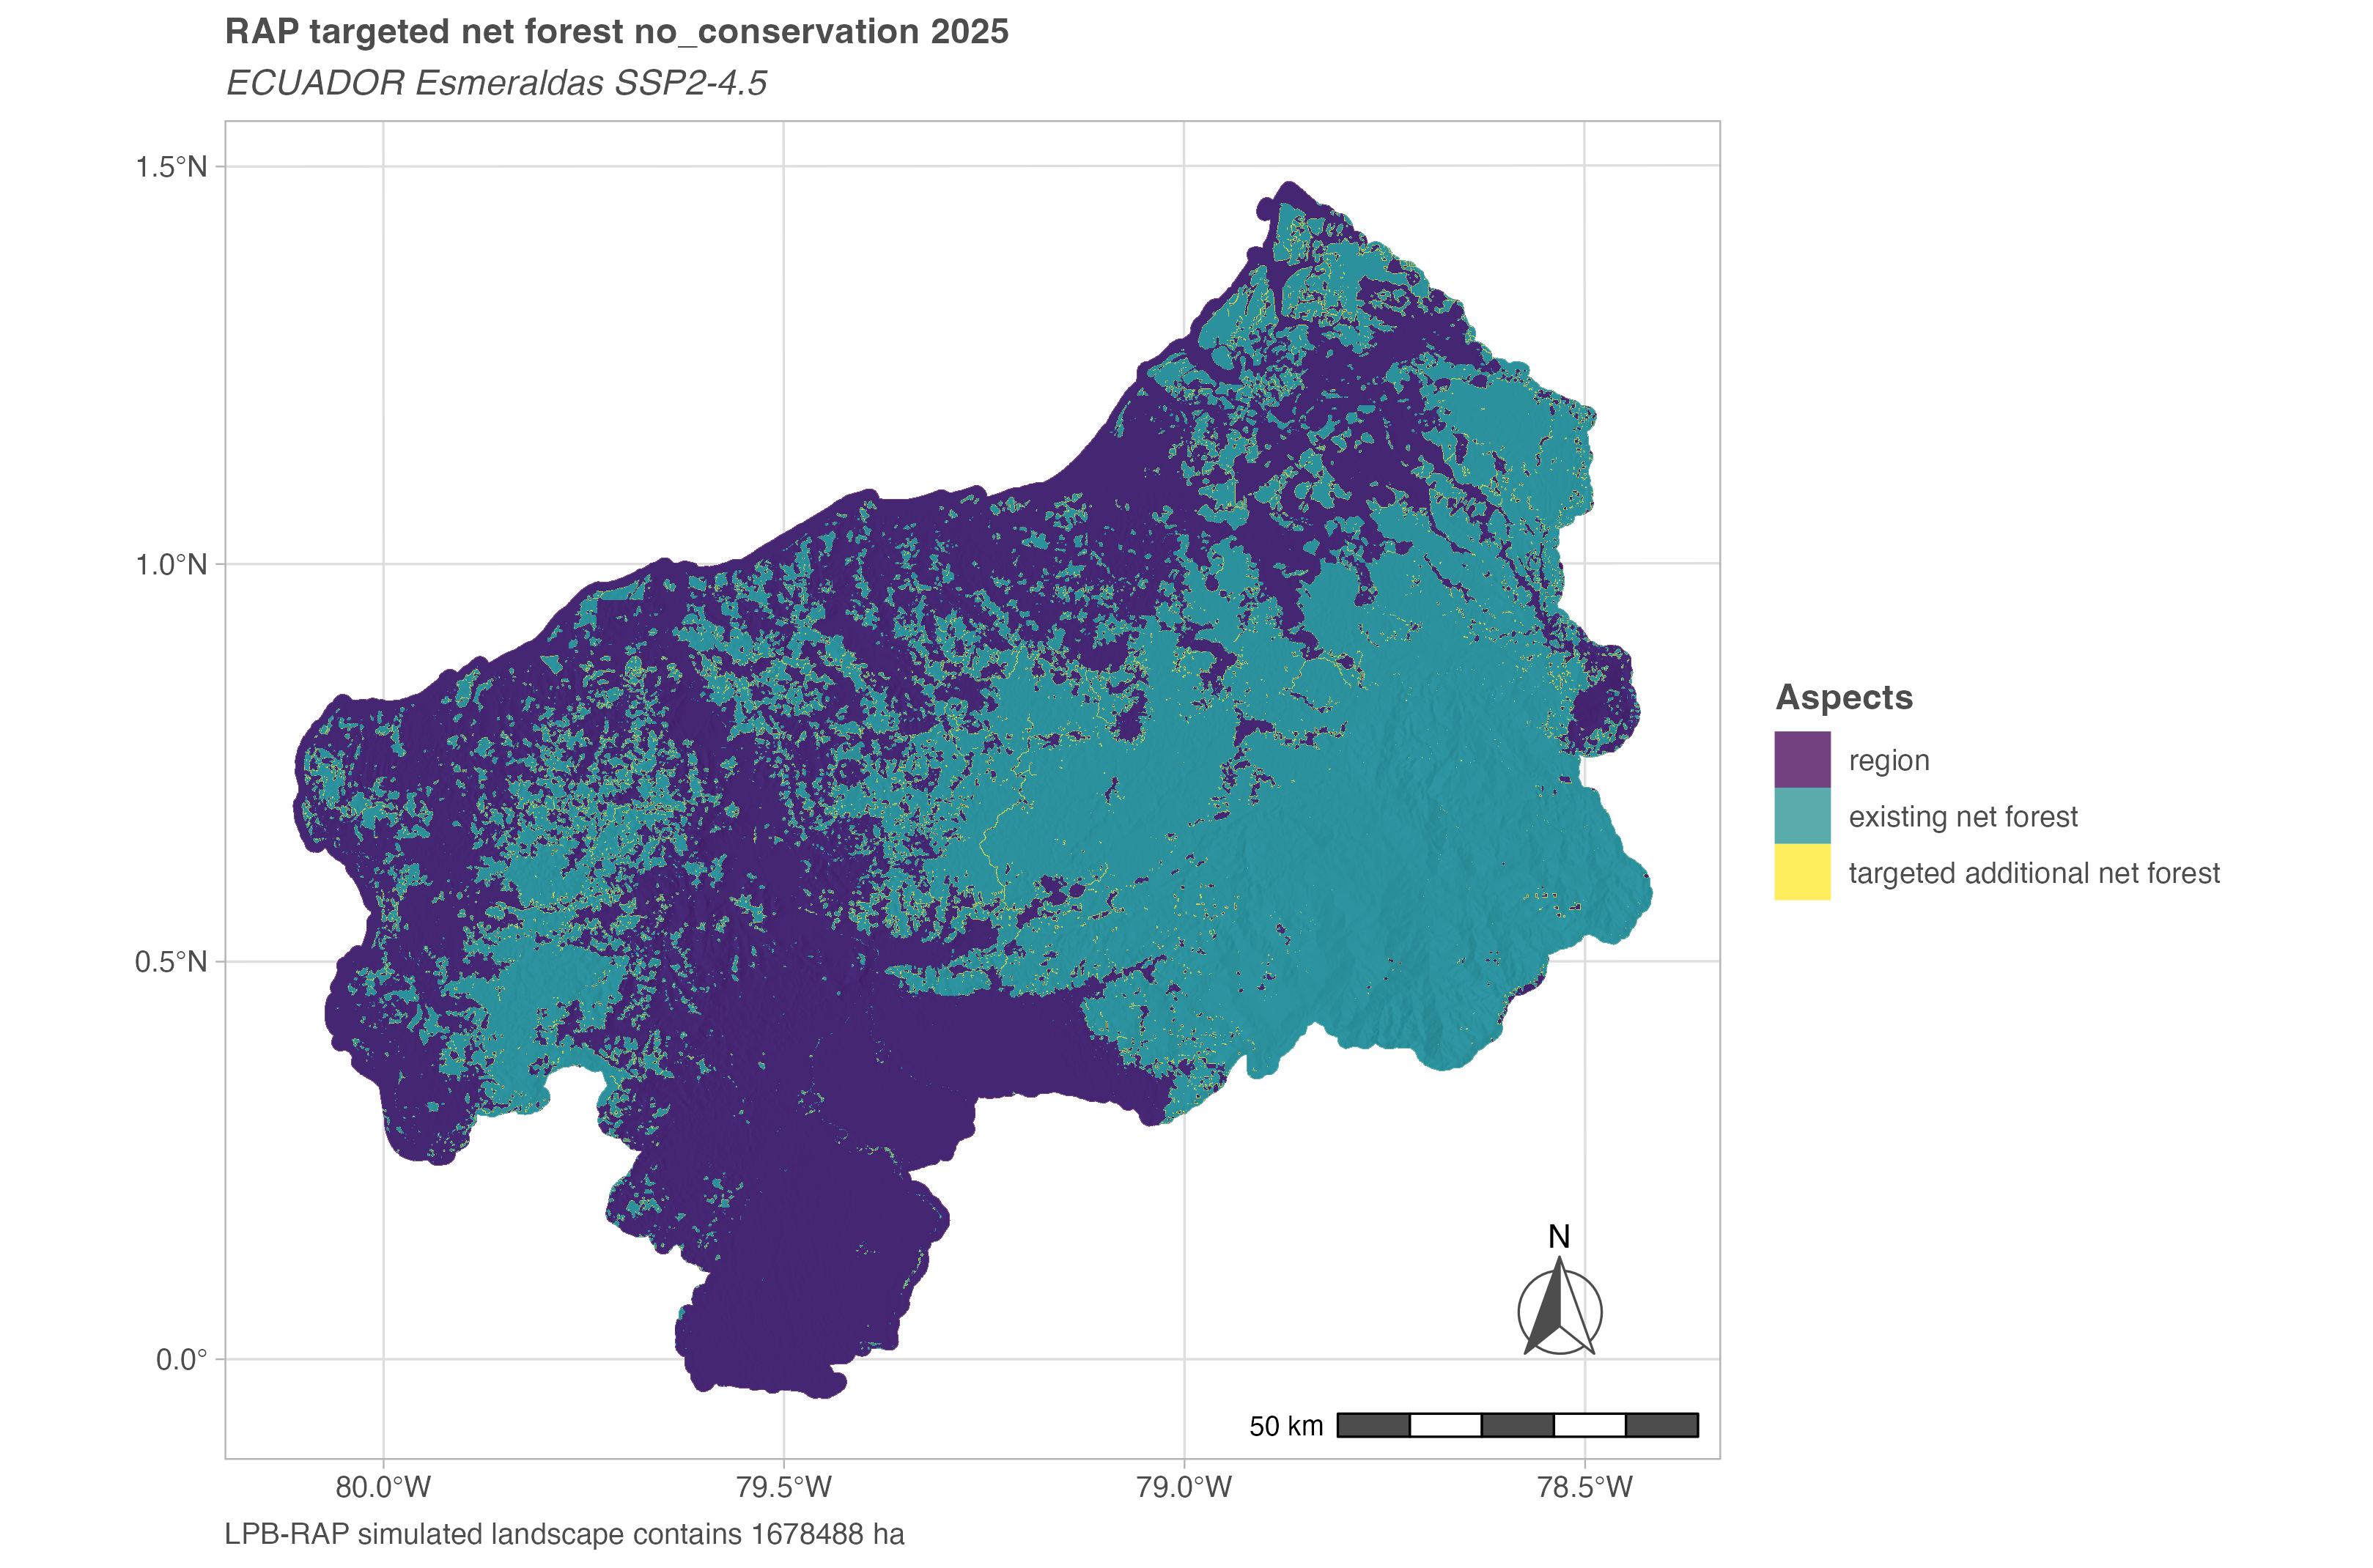 RAP targeted net forest no_conservation 2025
ECUADOR Esmeraldas SSP2-4.5
1.5°N
1.0°N
0.5°N
0.0°
80.0°W
79.5°W
79.0°W
78.5°W
N
50 km
Aspects
region
existing net forest
targeted additional net forest
LPB-RAP simulated landscape contains 1678488 ha